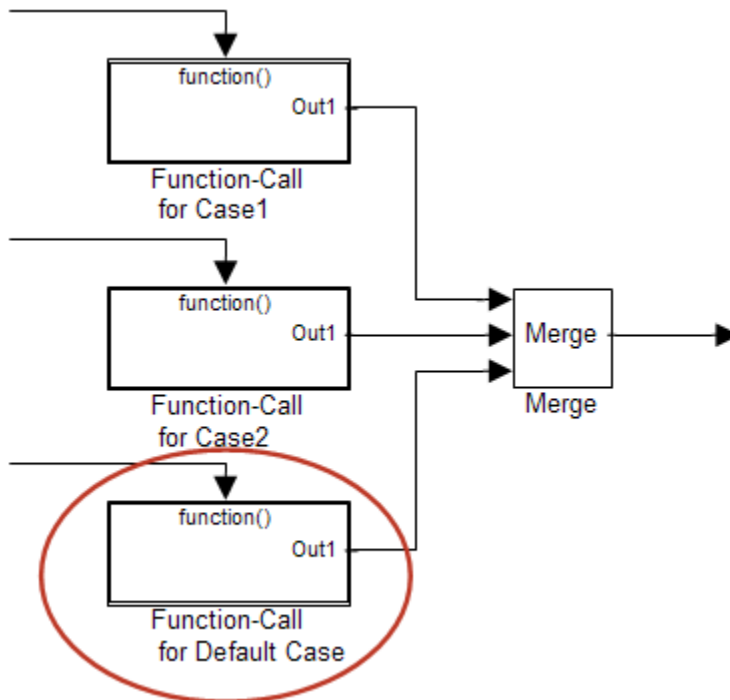 function()
Out1
Function-Call
for Case1
function()
Out1
Function-Call
for Case2
Merge
Merge
function()
Out1
Function-Call
for Default Case